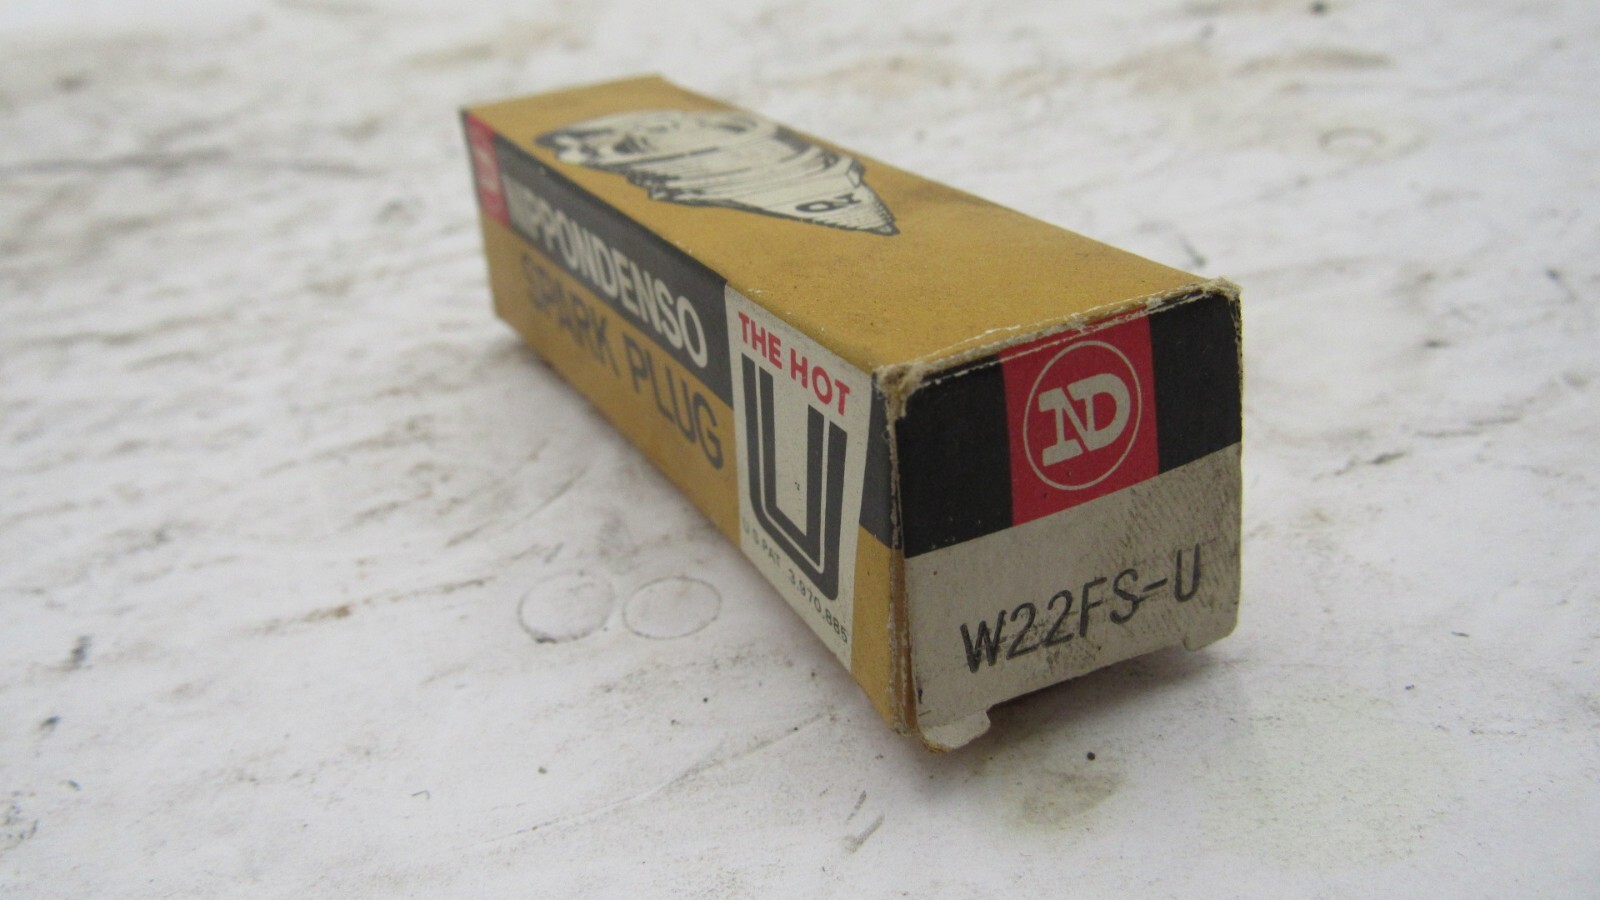 NIPPONDENSO
SPARK PLUG
THE HOT
U
U.S.PAT. 3,970,885
ND
W22FS-U